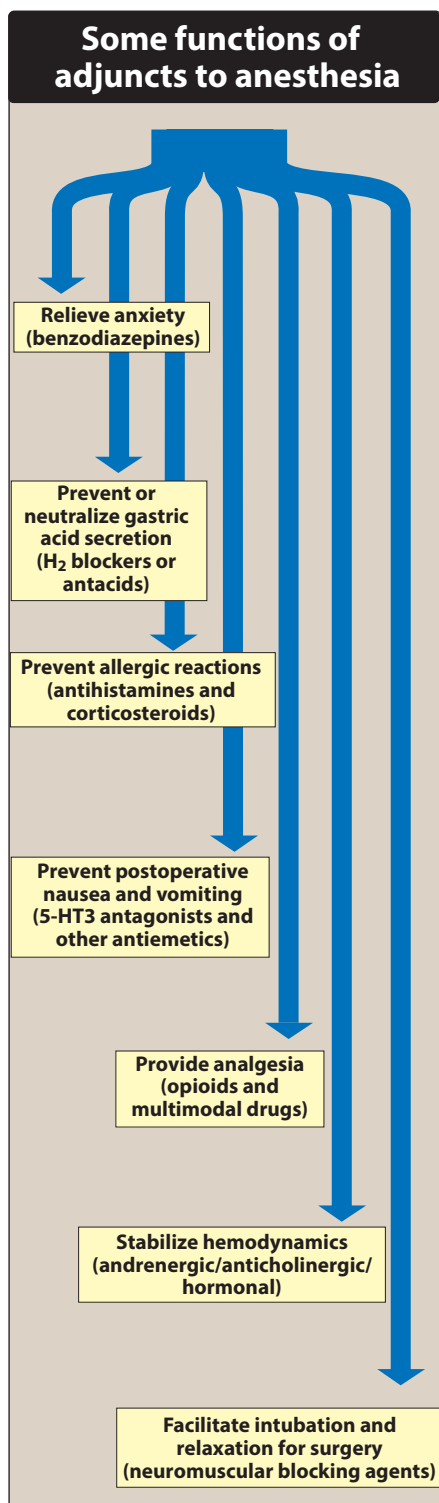 Some functions of
adjuncts to anesthesia
Relieve anxiety
(benzodiazepines)
Prevent or
neutralize gastric
acid secretion
(H₂ blockers or
antacids)
Prevent allergic reactions
(antihistamines and
corticosteroids)
Prevent postoperative
nausea and vomiting
(5-HT3 antagonists and
other antiemetics)
Provide analgesia
(opioids and
multimodal drugs)
Stabilize hemodynamics
(andrenergic/anticholinergic/
hormonal)
Facilitate intubation and
relaxation for surgery
(neuromuscular blocking agents)